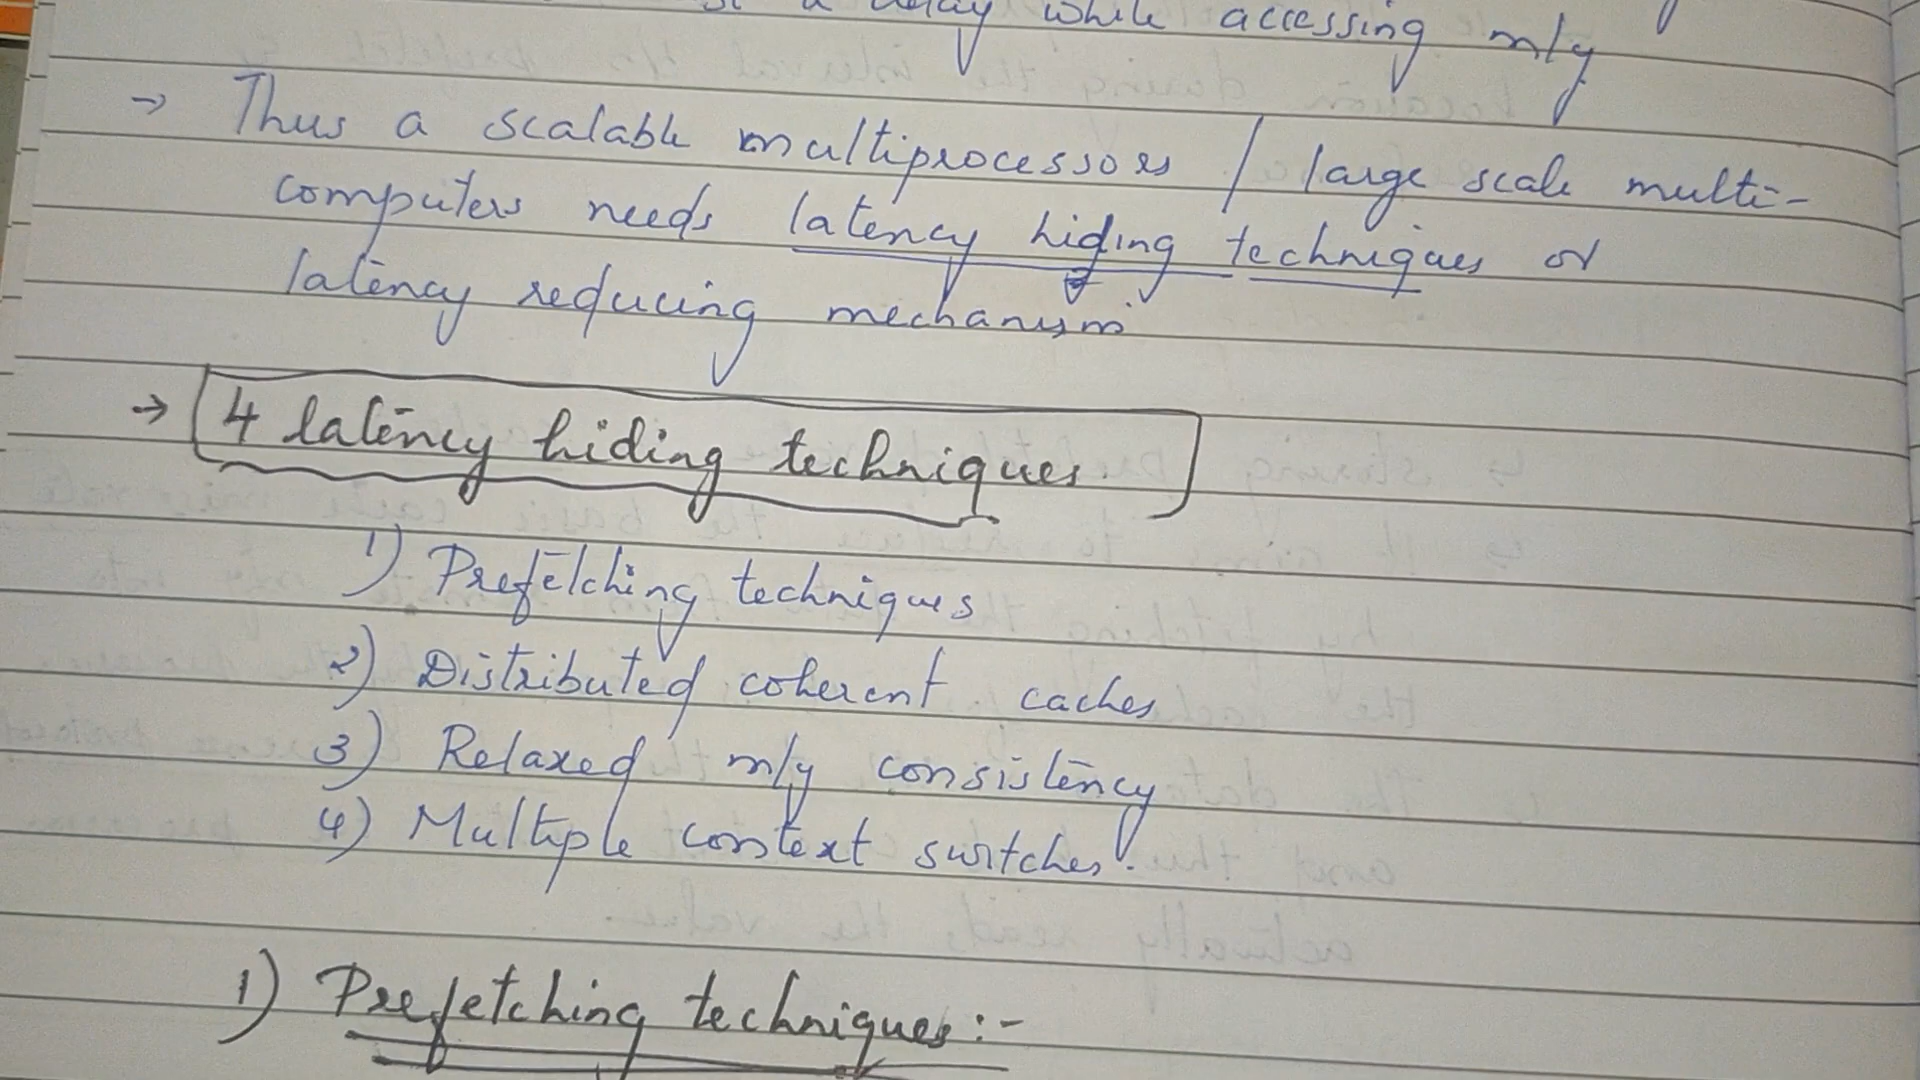 a delay while accessing m/y
→ Thus a scalable multiprocessors / large scale multi-
computers needs latency hiding techniques or
latency reducing mechanism.
→ 4 latency hiding techniques
1) Prefetching techniques
2) Distributed coherent caches
3) Relaxed m/y consistency
4) Multiple context switches.
1) Prefetching techniques :-